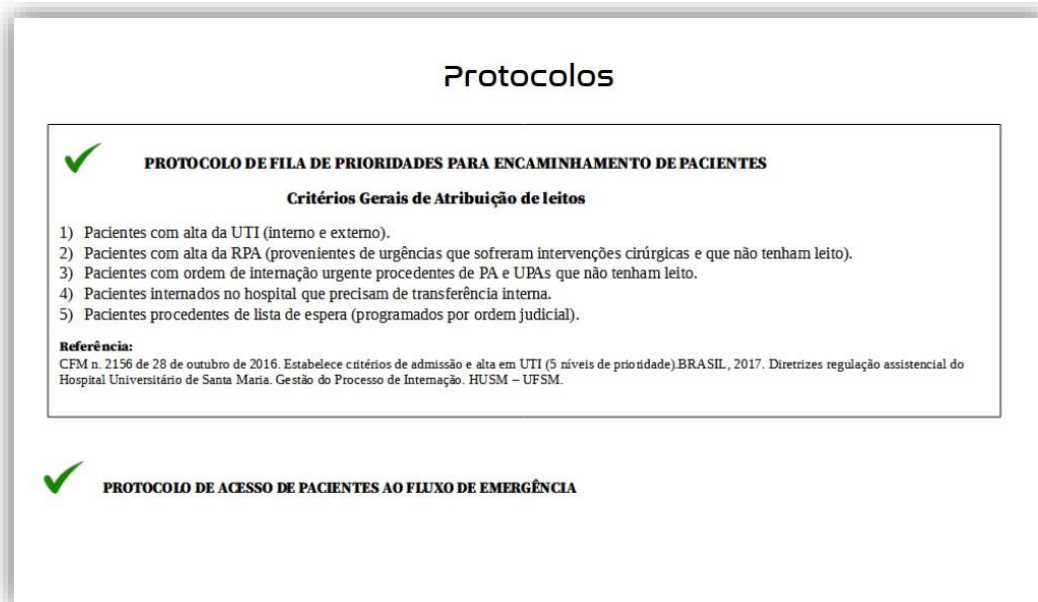 Protocolos
PROTOCOLO DE FILA DE PRIORIDADES PARA ENCAMINHAMENTO DE PACIENTES
Critérios Gerais de Atribuição de leitos
1) Pacientes com alta da UTI (interno e externo).
2) Pacientes com alta da RPA (provenientes de urgências que sofreram intervenções cirúrgicas e que não tenham leito).
3) Pacientes com ordem de internação urgente procedentes de PA e UPAs que não tenham leito.
4) Pacientes internados no hospital que precisam de transferência interna.
5) Pacientes procedentes de lista de espera (programados por ordem judicial).
Referência:
CFM n. 2156 de 28 de outubro de 2016. Estabelece critérios de admissão e alta em UTI (5 níveis de prioridade).BRASIL, 2017. Diretrizes regulação assistencial do
Hospital Universitário de Santa Maria. Gestão do Processo de Internação. HUSM – UFSM.
PROTOCOLO DE ACESSO DE PACIENTES AO FLUXO DE EMERGÊNCIA